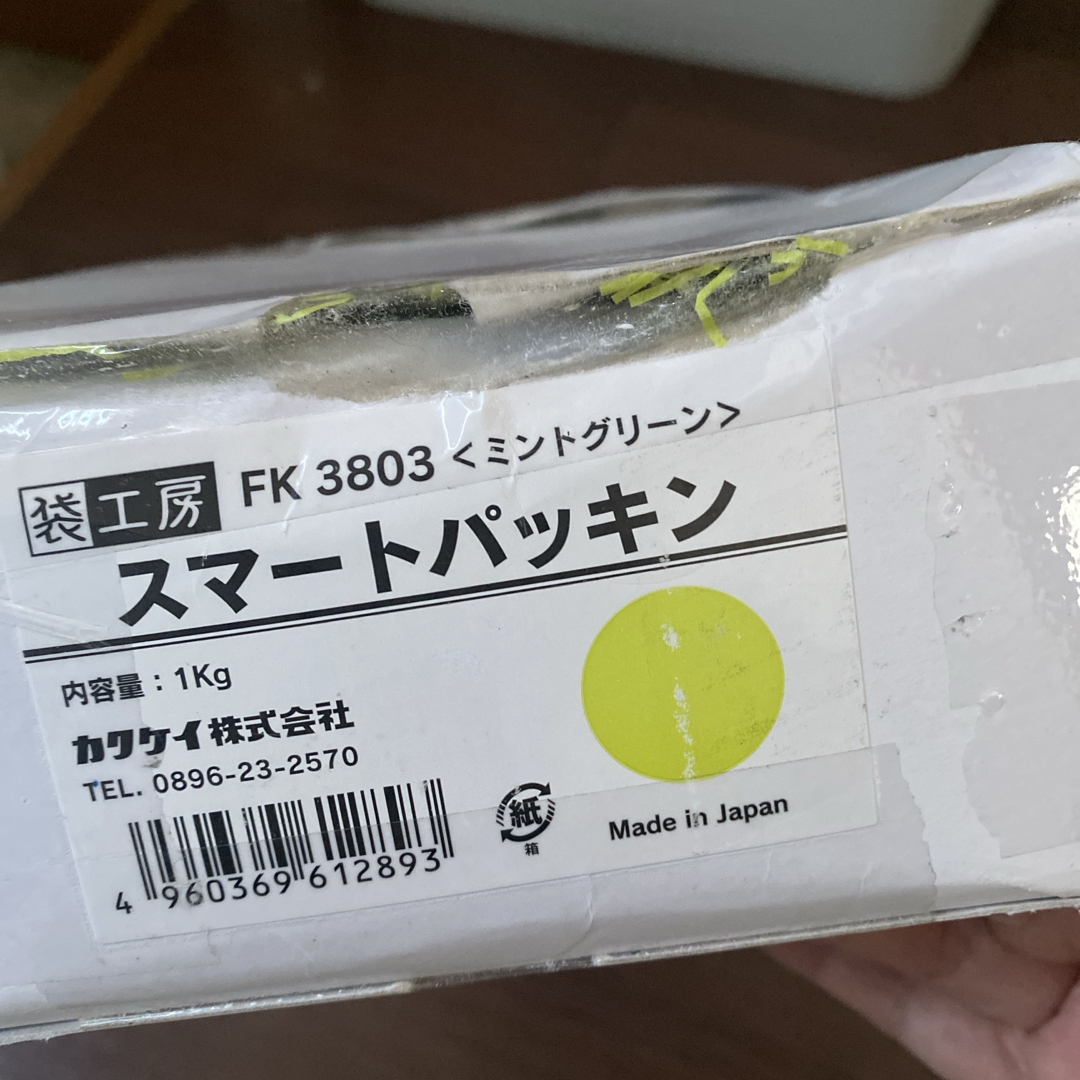 袋工房 FK 3803 <ミントグリーン>
スマートパッキン
内容量：1Kg
カクケイ株式会社
TEL. 0896-23-2570
4 960369 612893
紙
箱
Made in Japan